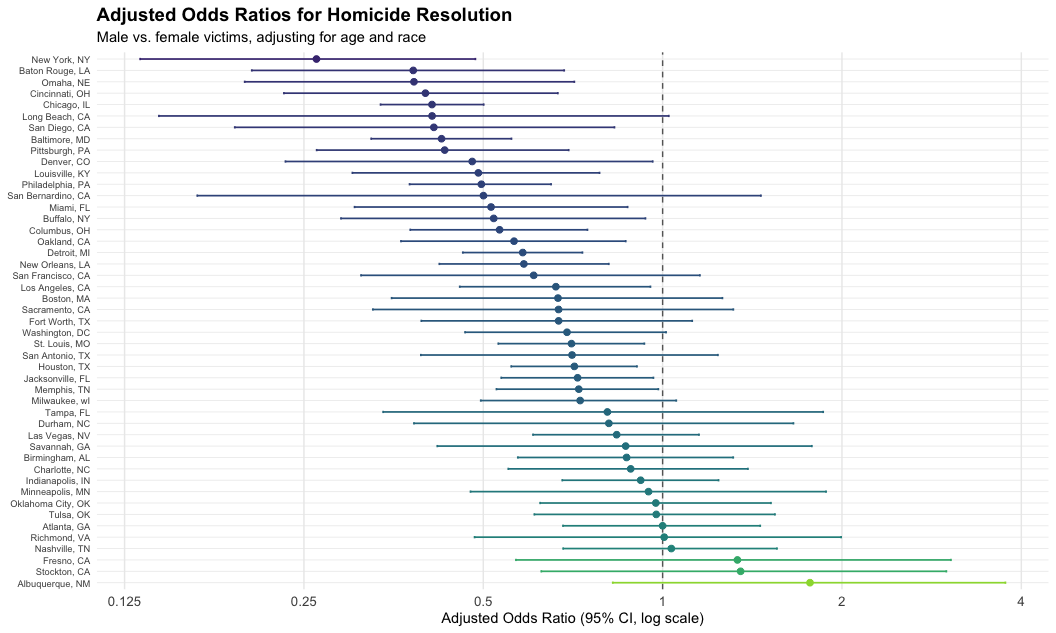 Adjusted Odds Ratios for Homicide Resolution
Male vs. female victims, adjusting for age and race
New York, NY
Baton Rouge, LA
Omaha, NE
Cincinnati, OH
Chicago, IL
Long Beach, CA
San Diego, CA
Baltimore, MD
Pittsburgh, PA
Denver, CO
Louisville, KY
Philadelphia, PA
San Bernardino, CA
Miami, FL
Buffalo, NY
Columbus, OH
Oakland, CA
Detroit, MI
New Orleans, LA
San Francisco, CA
Los Angeles, CA
Boston, MA
Sacramento, CA
Fort Worth, TX
Washington, DC
St. Louis, MO
San Antonio, TX
Houston, TX
Jacksonville, FL
Memphis, TN
Milwaukee, wI
Tampa, FL
Durham, NC
Las Vegas, NV
Savannah, GA
Birmingham, AL
Charlotte, NC
Indianapolis, IN
Minneapolis, MN
Oklahoma City, OK
Tulsa, OK
Atlanta, GA
Richmond, VA
Nashville, TN
Fresno, CA
Stockton, CA
Albuquerque, NM
0.125 0.25 0.5 1 2 4
Adjusted Odds Ratio (95% CI, log scale)